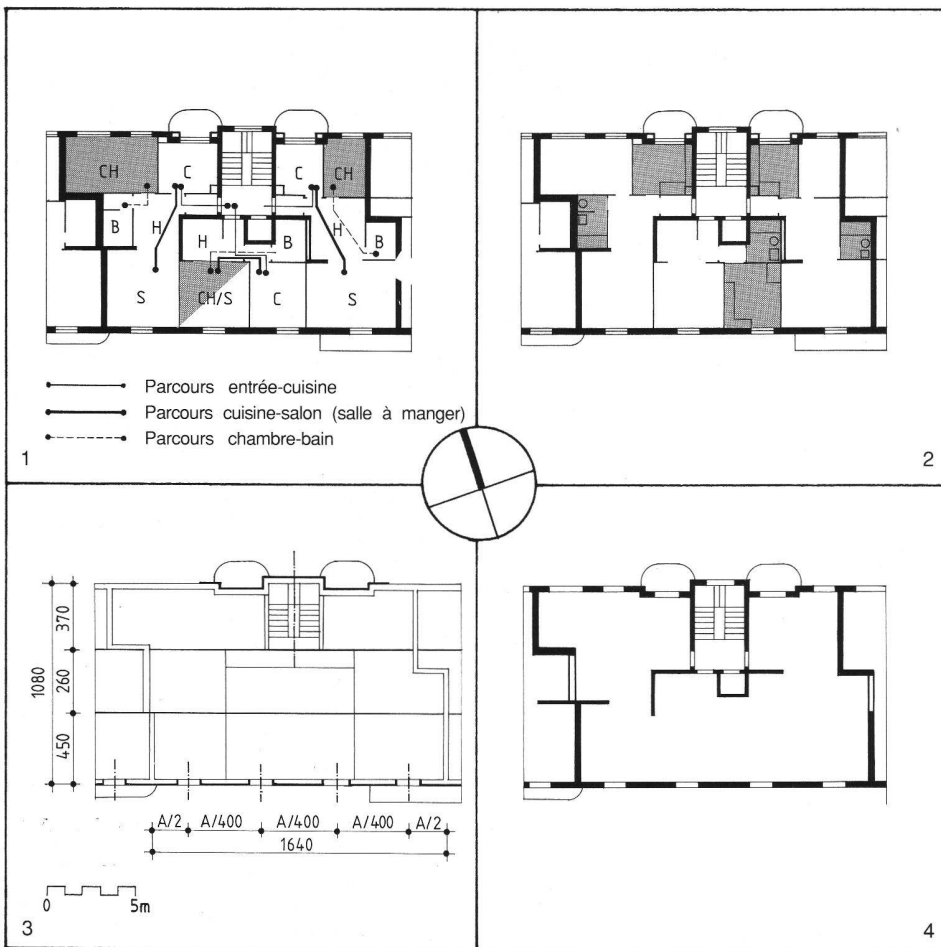 CH
C
C
CH
B
H
H
B
H
B
S
CH/S
C
S
Parcours entrée-cuisine
Parcours cuisine-salon (salle à manger)
Parcours chambre-bain
1
2
370
260
450
1080
A/2 A/400 A/400 A/400 A/2
1640
0 5m
3
4